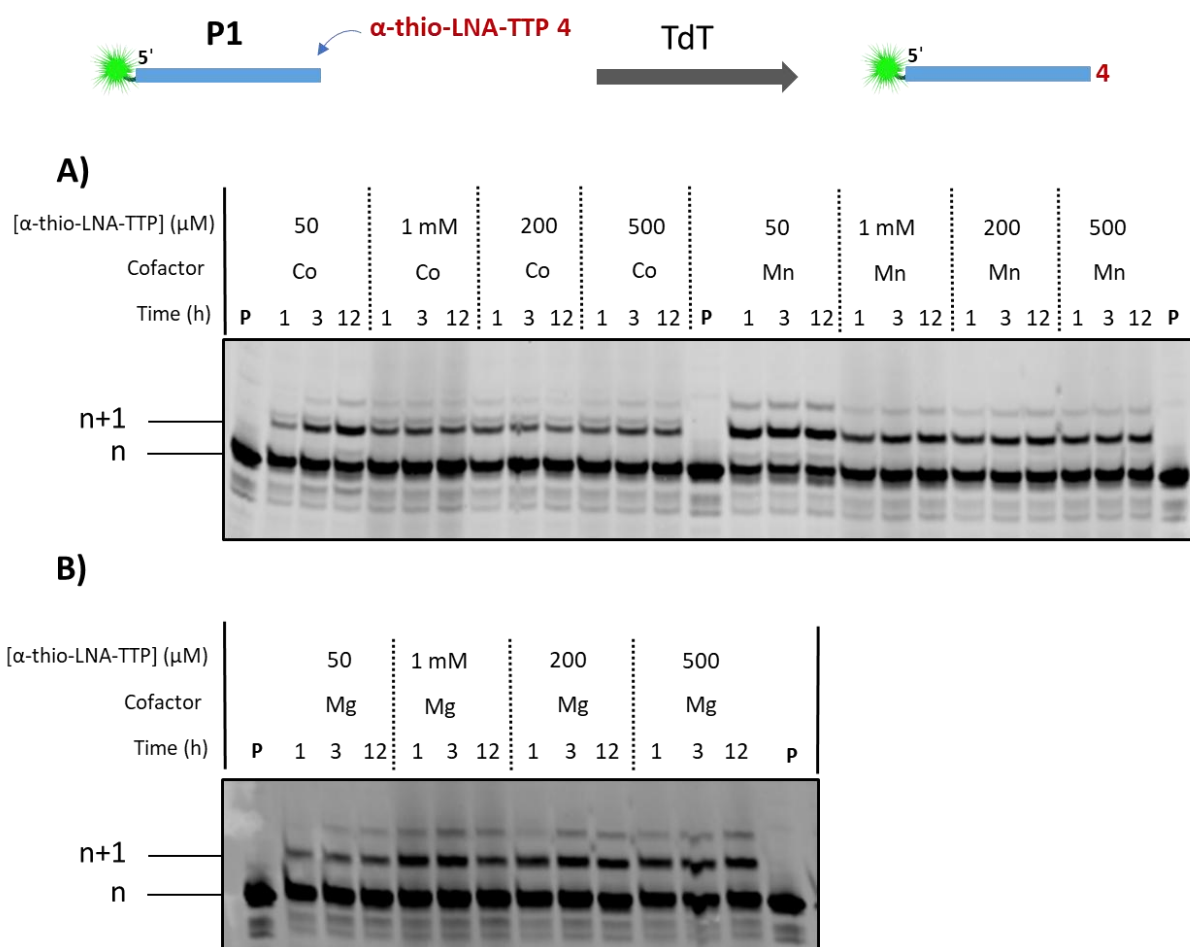 P1 α-thio-LNA-TTP 4 TdT
5' 5' 4
A)
[α-thio-LNA-TTP] (μM) 50 1 mM 200 500 50 1 mM 200 500
Cofactor Co Co Co Co Mn Mn Mn Mn
Time (h) P 1 3 12 1 3 12 1 3 12 1 3 12 P 1 3 12 1 3 12 1 3 12 1 3 12 P
n+1
n
B)
[α-thio-LNA-TTP] (μM) 50 1 mM 200 500
Cofactor Mg Mg Mg Mg
Time (h) P 1 3 12 1 3 12 1 3 12 1 3 12 P
n+1
n